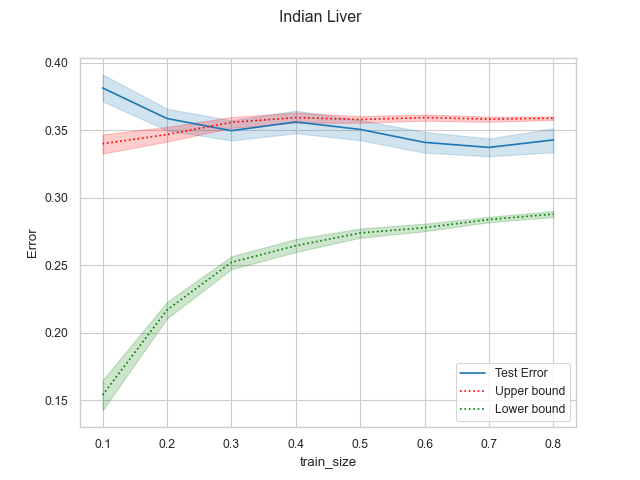 Indian Liver
0.40
0.35
0.30
0.25
0.20
0.15
Error
0.1 0.2 0.3 0.4 0.5 0.6 0.7 0.8
train_size
Test Error
Upper bound
Lower bound